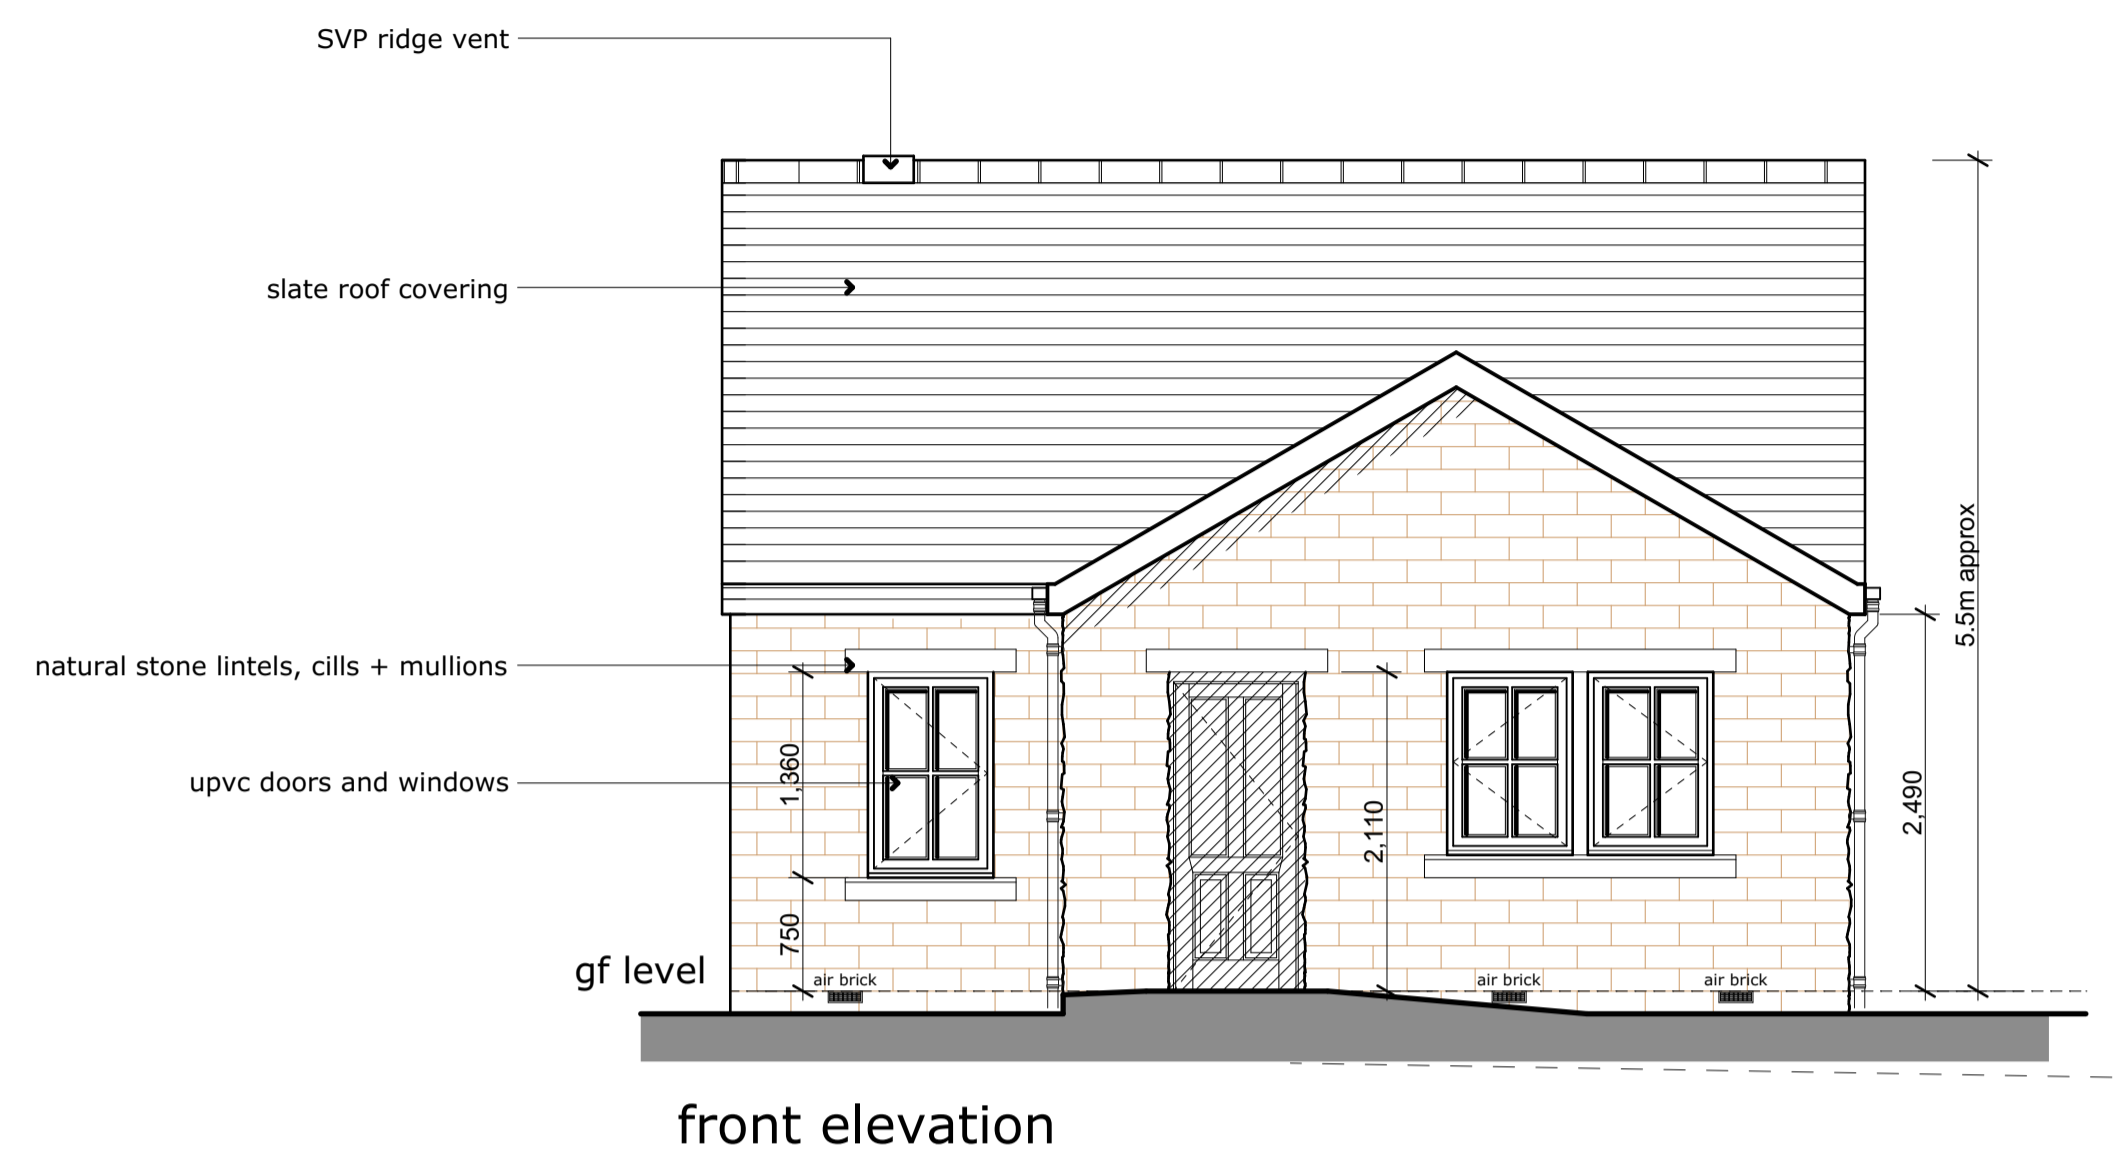 SVP ridge vent
slate roof covering
5.5m approx
natural stone lintels, cills + mullions
1,360
upvc doors and windows
2,110
2,490
750
gf level
air brick
air brick
air brick
front elevation